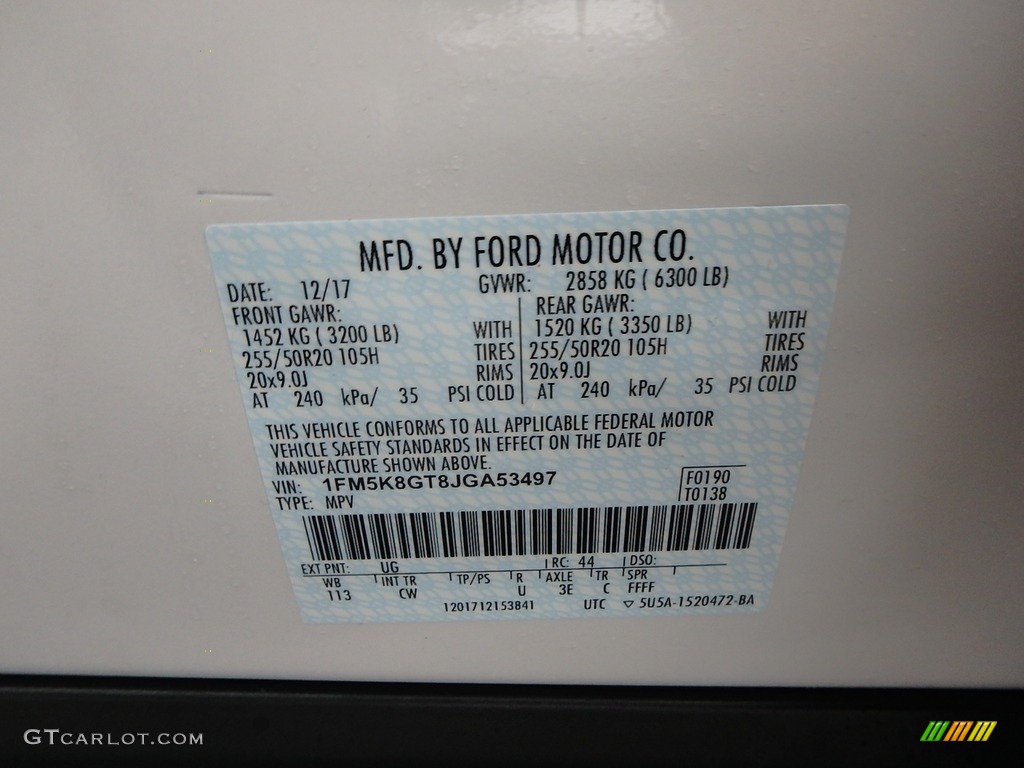 MFD. BY FORD MOTOR CO.
DATE: 12/17 GVWR: 2858 KG ( 6300 LB)
FRONT GAWR: REAR GAWR:
1452 KG ( 3200 LB) WITH 1520 KG ( 3350 LB) WITH
255/50R20 105H TIRES 255/50R20 105H TIRES
20x9.0J RIMS 20x9.0J RIMS
AT 240 kPa/ 35 PSI COLD AT 240 kPa/ 35 PSI COLD
THIS VEHICLE CONFORMS TO ALL APPLICABLE FEDERAL MOTOR
VEHICLE SAFETY STANDARDS IN EFFECT ON THE DATE OF
MANUFACTURE SHOWN ABOVE.
VIN: 1FM5K8GT8JGA53497 F0190
TYPE: MPV T0138
EXT PNT: UG RC: 44 DSO:
WB INT TR TP/PS R AXLE TR SPR
113 CW U 3E C FFFF
1201712153841 UTC ▽ 5U5A-1520472-BA
GTCARLOT.COM